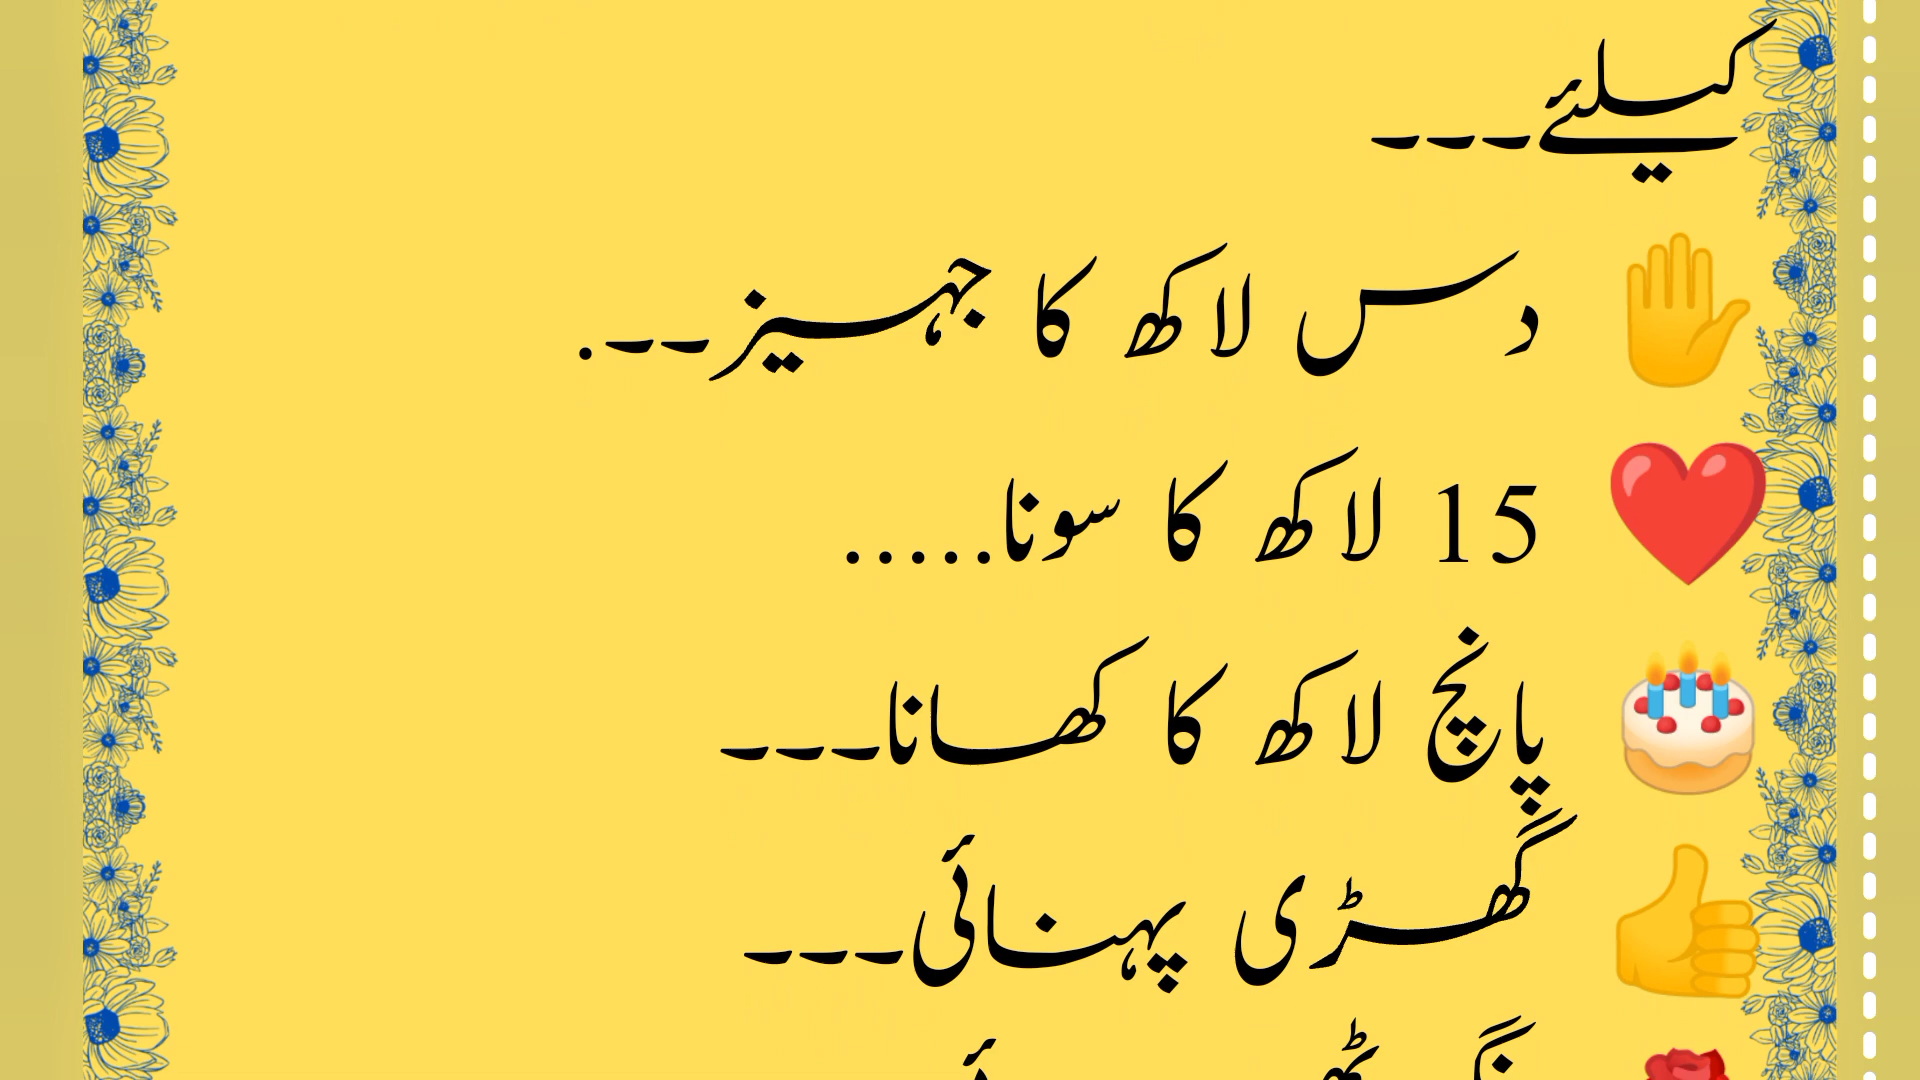 کیلئے۔۔۔
✋ دس لاکھ کا جہیز۔۔.
❤️ 15 لاکھ کا سونا.....
🎂 پانچ لاکھ کا کھانا۔۔۔
👍 گھڑی پہنائی۔۔۔